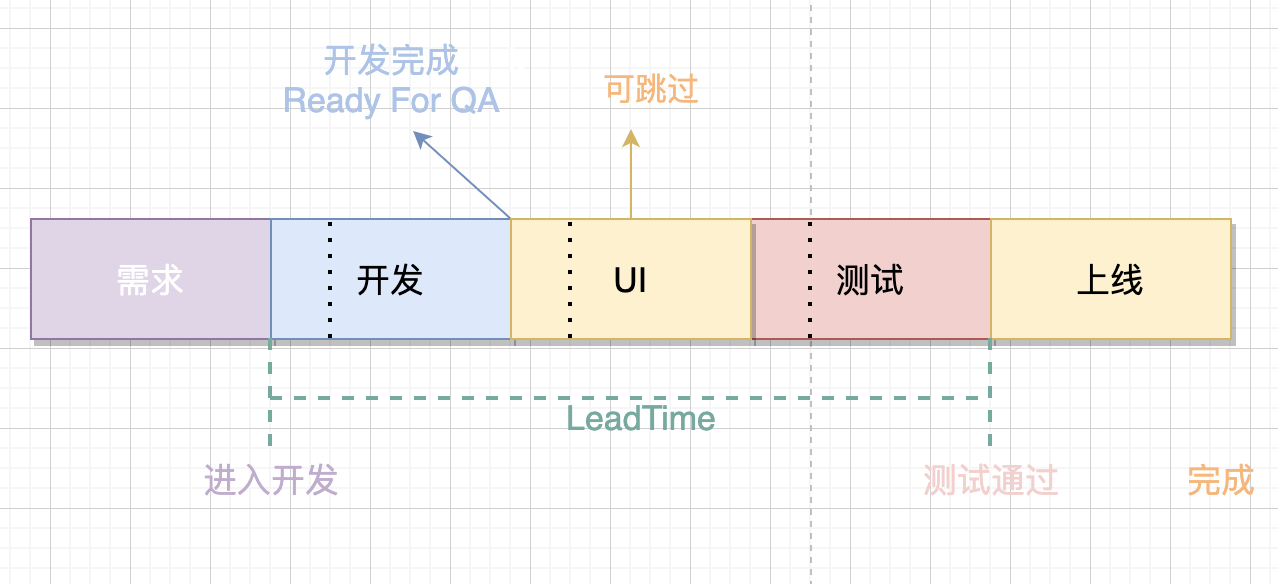 开发完成
Ready For QA
可跳过
需求
开发
UI
测试
上线
LeadTime
进入开发
测试通过
完成